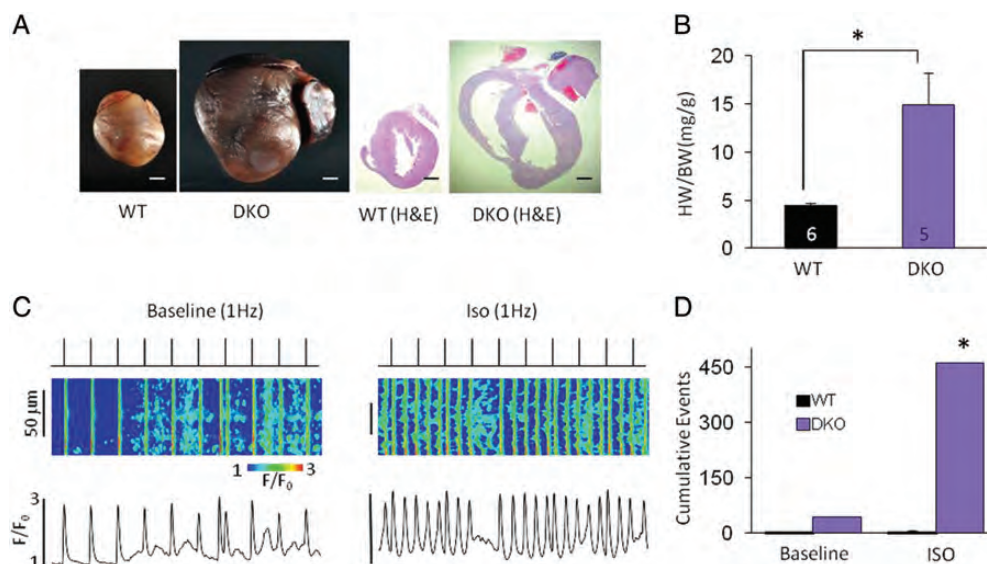 A
WT
DKO
WT (H&E)
DKO (H&E)
B
*
HW/BW(mg/g)
20
15
10
5
0
6
5
WT
DKO
C
Baseline (1Hz)
Iso (1Hz)
50 µm
1
3
F/F0
3
F/F0
1
D
*
Cumulative Events
450
300
150
0
WT
DKO
Baseline
ISO